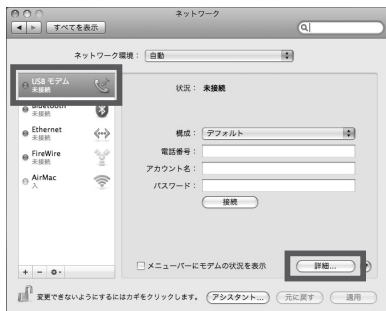 ネットワーク
すべてを表示
ネットワーク環境： 自動
USB モデム
未接続
Bluetooth
未接続
Ethernet
未接続
FireWire
未接続
AirMac
入
状況： 未接続
構成： デフォルト
電話番号：
アカウント名：
パスワード：
接続
メニューバーにモデムの状況を表示
詳細...
?
変更できないようにするにはカギをクリックします。
アシスタント...
元に戻す
適用